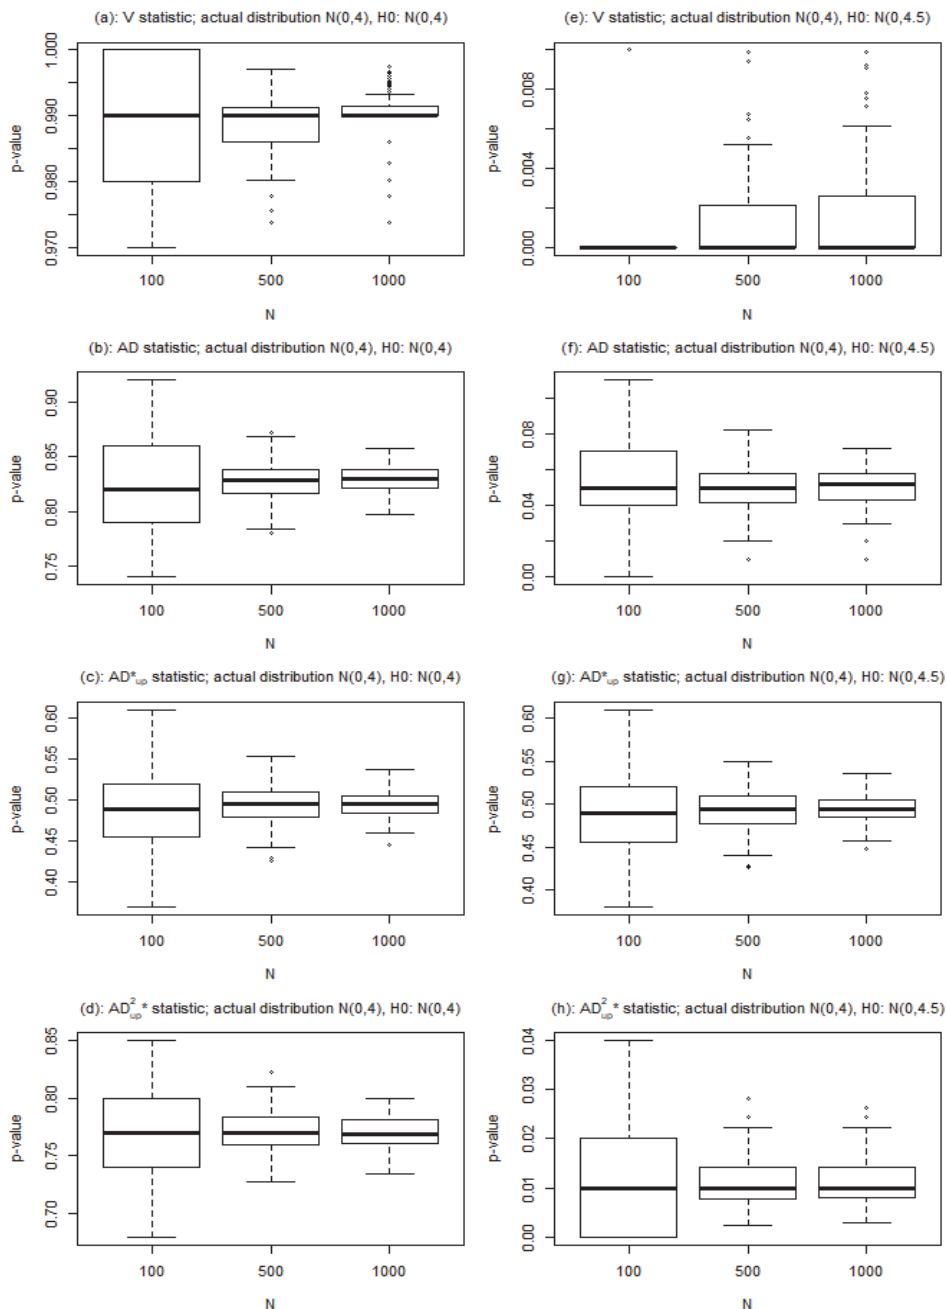 (a): V statistic; actual distribution N(0,4), H0: N(0,4)
1.000
0.990
0.980
0.970
p-value
100 500 1000
N
(e): V statistic; actual distribution N(0,4), H0: N(0,4.5)
0.008
0.004
0.000
p-value
100 500 1000
N
(b): AD statistic; actual distribution N(0,4), H0: N(0,4)
0.90
0.85
0.80
0.75
p-value
100 500 1000
N
(f): AD statistic; actual distribution N(0,4), H0: N(0,4.5)
0.08
0.04
0.00
p-value
100 500 1000
N
(c): AD*up statistic; actual distribution N(0,4), H0: N(0,4)
0.60
0.55
0.50
0.45
0.40
p-value
100 500 1000
N
(g): AD*up statistic; actual distribution N(0,4), H0: N(0,4.5)
0.60
0.55
0.50
0.45
0.40
p-value
100 500 1000
N
(d): AD²up* statistic; actual distribution N(0,4), H0: N(0,4)
0.85
0.80
0.75
0.70
p-value
100 500 1000
N
(h): AD²up* statistic; actual distribution N(0,4), H0: N(0,4.5)
0.04
0.03
0.02
0.01
0.00
p-value
100 500 1000
N